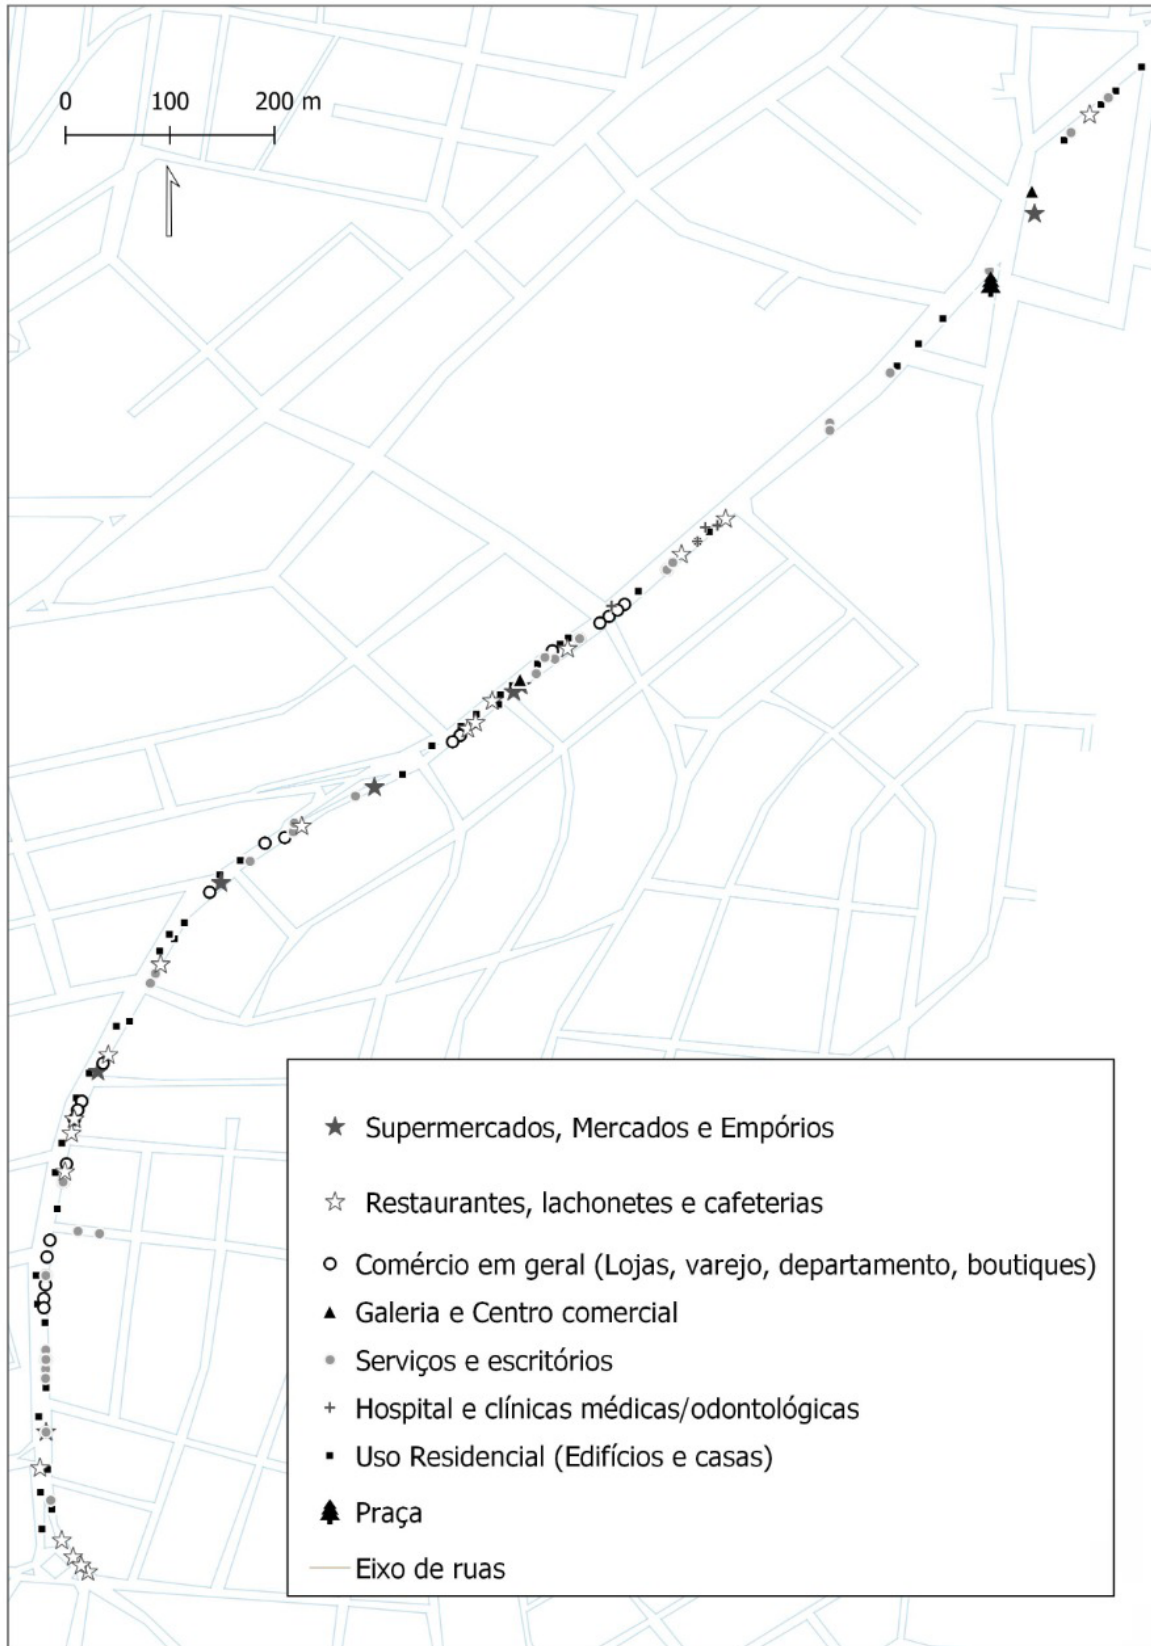 0 100 200 m
Supermercados, Mercados e Empórios
Restaurantes, lachonetes e cafeterias
Comércio em geral (Lojas, varejo, departamento, boutiques)
Galeria e Centro comercial
Serviços e escritórios
Hospital e clínicas médicas/odontológicas
Uso Residencial (Edifícios e casas)
Praça
Eixo de ruas